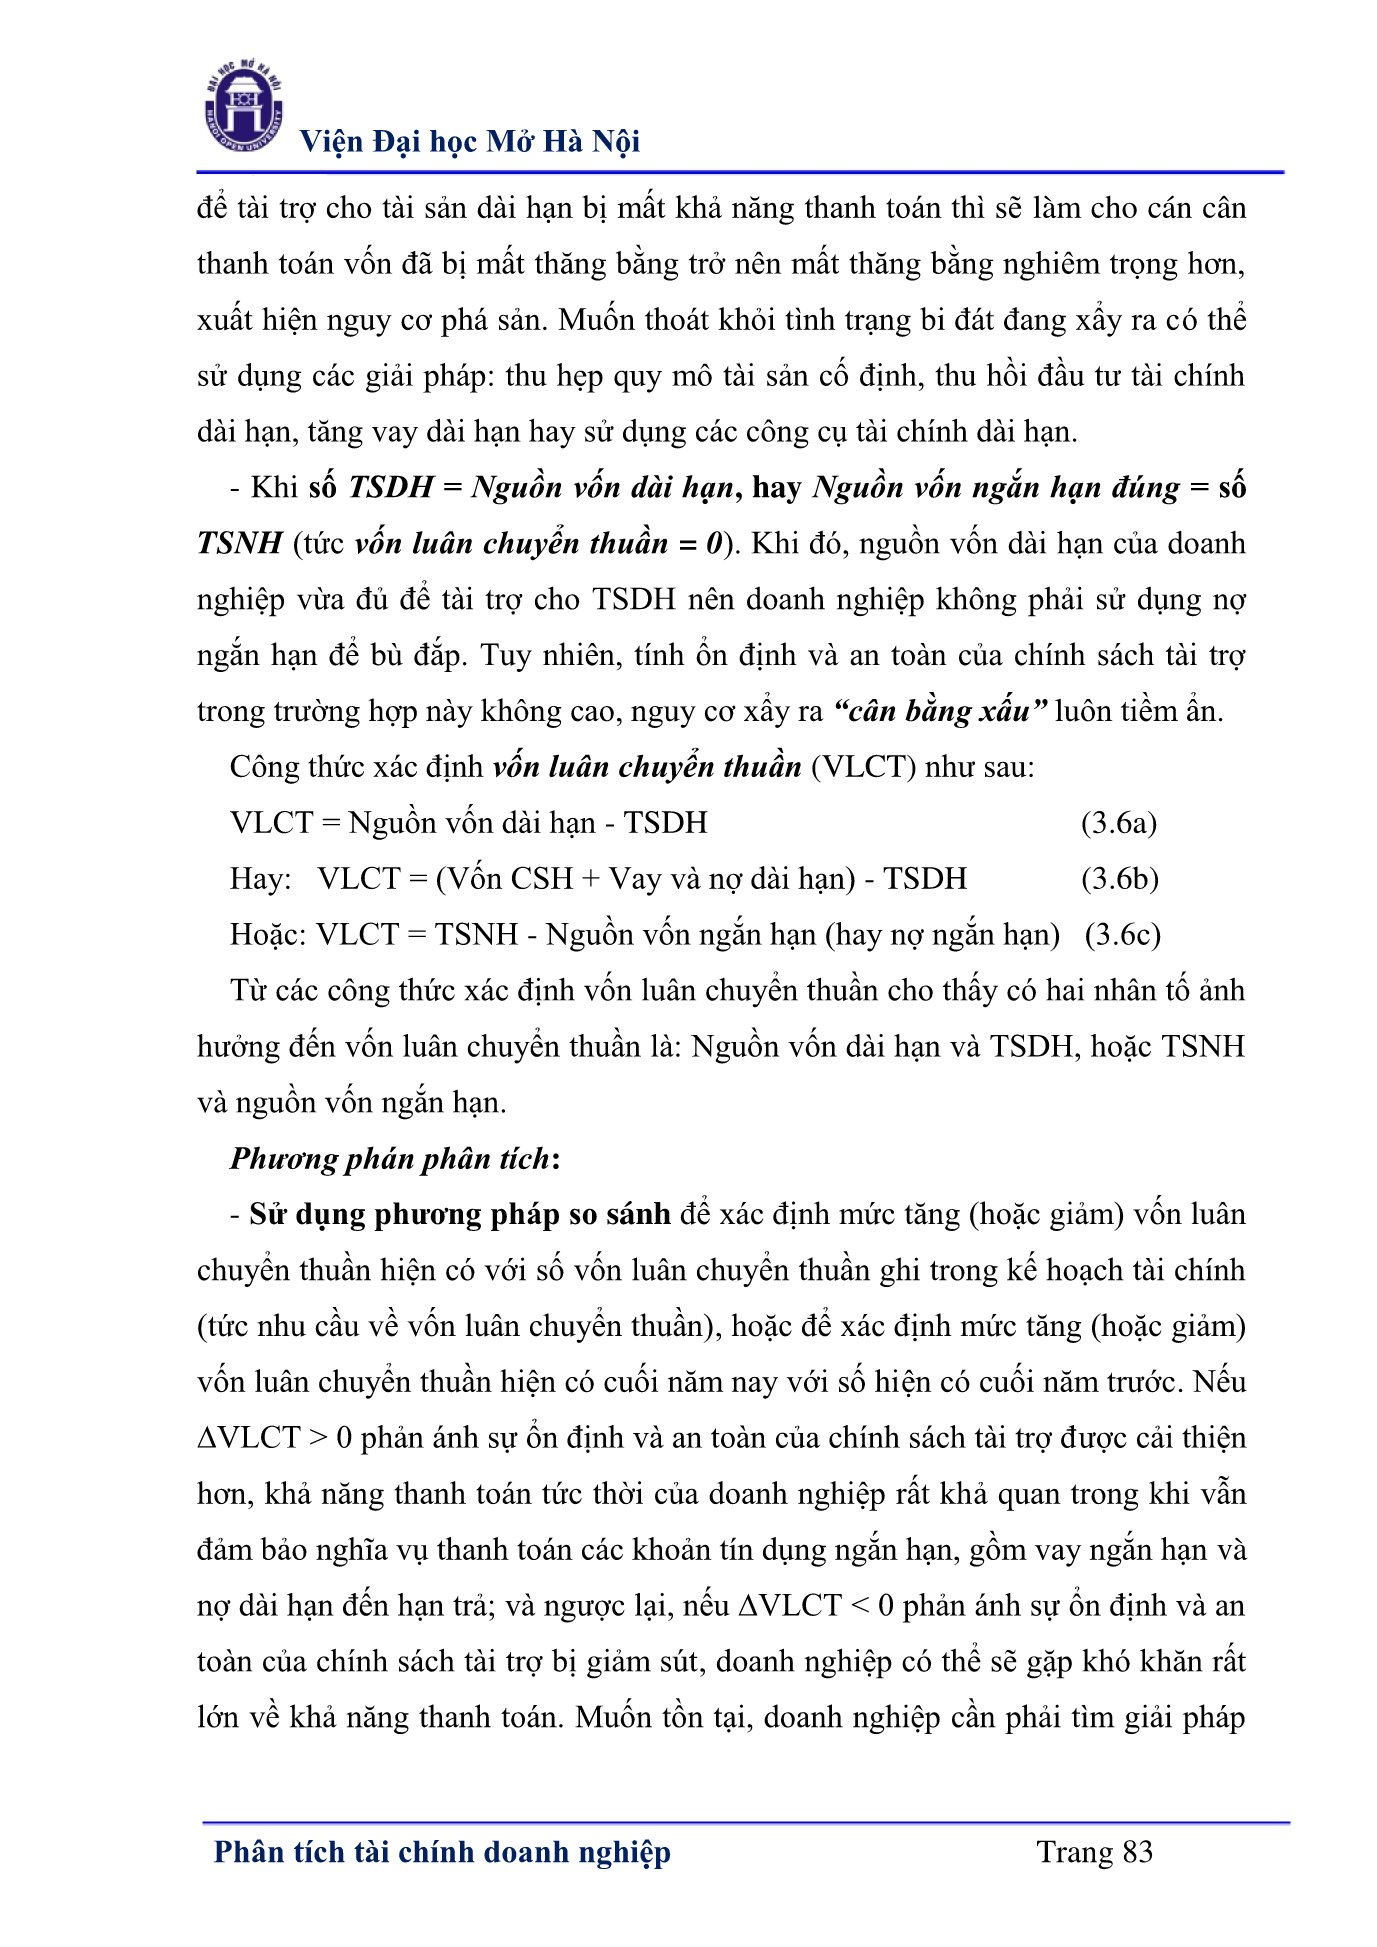 ĐẠI HỌC MỞ HÀ NỘI
HANOI OPEN UNIVERSITY
Viện Đại học Mở Hà Nội
để tài trợ cho tài sản dài hạn bị mất khả năng thanh toán thì sẽ làm cho cán cân
thanh toán vốn đã bị mất thăng bằng trở nên mất thăng bằng nghiêm trọng hơn,
xuất hiện nguy cơ phá sản. Muốn thoát khỏi tình trạng bi đát đang xẩy ra có thể
sử dụng các giải pháp: thu hẹp quy mô tài sản cố định, thu hồi đầu tư tài chính
dài hạn, tăng vay dài hạn hay sử dụng các công cụ tài chính dài hạn.
- Khi số TSDH = Nguồn vốn dài hạn, hay Nguồn vốn ngắn hạn đúng = số
TSNH (tức vốn luân chuyển thuần = 0). Khi đó, nguồn vốn dài hạn của doanh
nghiệp vừa đủ để tài trợ cho TSDH nên doanh nghiệp không phải sử dụng nợ
ngắn hạn để bù đắp. Tuy nhiên, tính ổn định và an toàn của chính sách tài trợ
trong trường hợp này không cao, nguy cơ xẩy ra “cân bằng xấu” luôn tiềm ẩn.
Công thức xác định vốn luân chuyển thuần (VLCT) như sau:
VLCT = Nguồn vốn dài hạn - TSDH (3.6a)
Hay: VLCT = (Vốn CSH + Vay và nợ dài hạn) - TSDH (3.6b)
Hoặc: VLCT = TSNH - Nguồn vốn ngắn hạn (hay nợ ngắn hạn) (3.6c)
Từ các công thức xác định vốn luân chuyển thuần cho thấy có hai nhân tố ảnh
hưởng đến vốn luân chuyển thuần là: Nguồn vốn dài hạn và TSDH, hoặc TSNH
và nguồn vốn ngắn hạn.
Phương phán phân tích:
- Sử dụng phương pháp so sánh để xác định mức tăng (hoặc giảm) vốn luân
chuyển thuần hiện có với số vốn luân chuyển thuần ghi trong kế hoạch tài chính
(tức nhu cầu về vốn luân chuyển thuần), hoặc để xác định mức tăng (hoặc giảm)
vốn luân chuyển thuần hiện có cuối năm nay với số hiện có cuối năm trước. Nếu
∆VLCT > 0 phản ánh sự ổn định và an toàn của chính sách tài trợ được cải thiện
hơn, khả năng thanh toán tức thời của doanh nghiệp rất khả quan trong khi vẫn
đảm bảo nghĩa vụ thanh toán các khoản tín dụng ngắn hạn, gồm vay ngắn hạn và
nợ dài hạn đến hạn trả; và ngược lại, nếu ∆VLCT < 0 phản ánh sự ổn định và an
toàn của chính sách tài trợ bị giảm sút, doanh nghiệp có thể sẽ gặp khó khăn rất
lớn về khả năng thanh toán. Muốn tồn tại, doanh nghiệp cần phải tìm giải pháp
Phân tích tài chính doanh nghiệp Trang 83